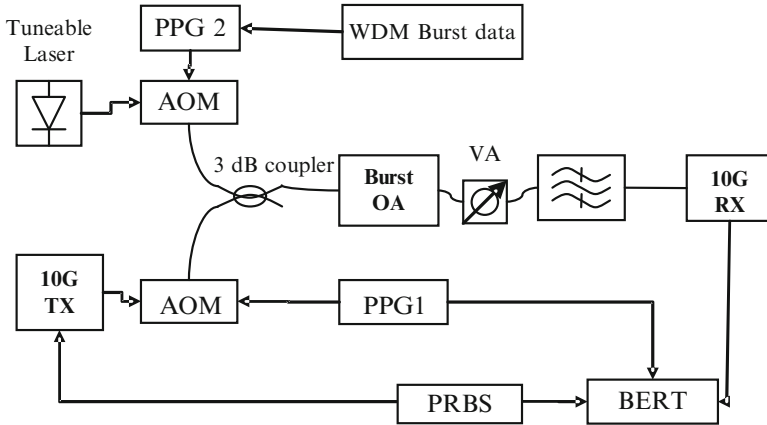 Tuneable
Laser
PPG 2
WDM Burst data
AOM
3 dB coupler
Burst
OA
VA
10G
RX
10G
TX
AOM
PPG1
PRBS
BERT